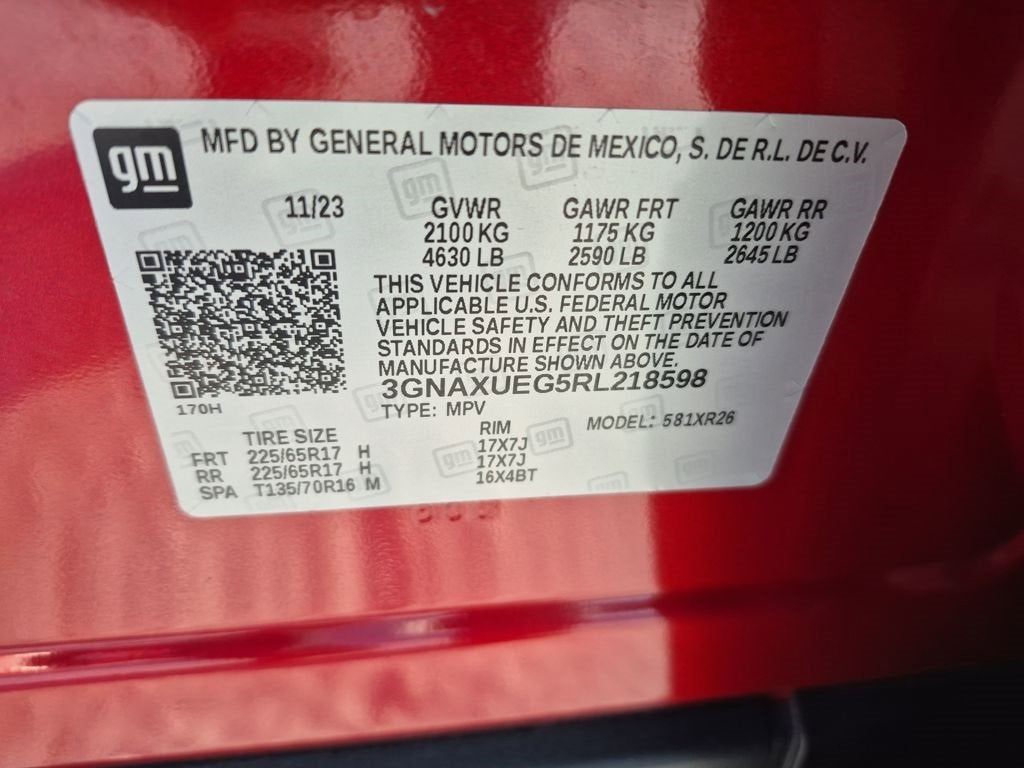 gm
MFD BY GENERAL MOTORS DE MEXICO, S. DE R.L. DE C.V.
11/23 GVWR GAWR FRT GAWR RR
2100 KG 1175 KG 1200 KG
4630 LB 2590 LB 2645 LB
THIS VEHICLE CONFORMS TO ALL
APPLICABLE U.S. FEDERAL MOTOR
VEHICLE SAFETY AND THEFT PREVENTION
STANDARDS IN EFFECT ON THE DATE OF
MANUFACTURE SHOWN ABOVE.
3GNAXUEG5RL218598
170H
TYPE: MPV MODEL: 581XR26
TIRE SIZE RIM
FRT 225/65R17 H 17X7J
RR 225/65R17 H 17X7J
SPA T135/70R16 M 16X4BT